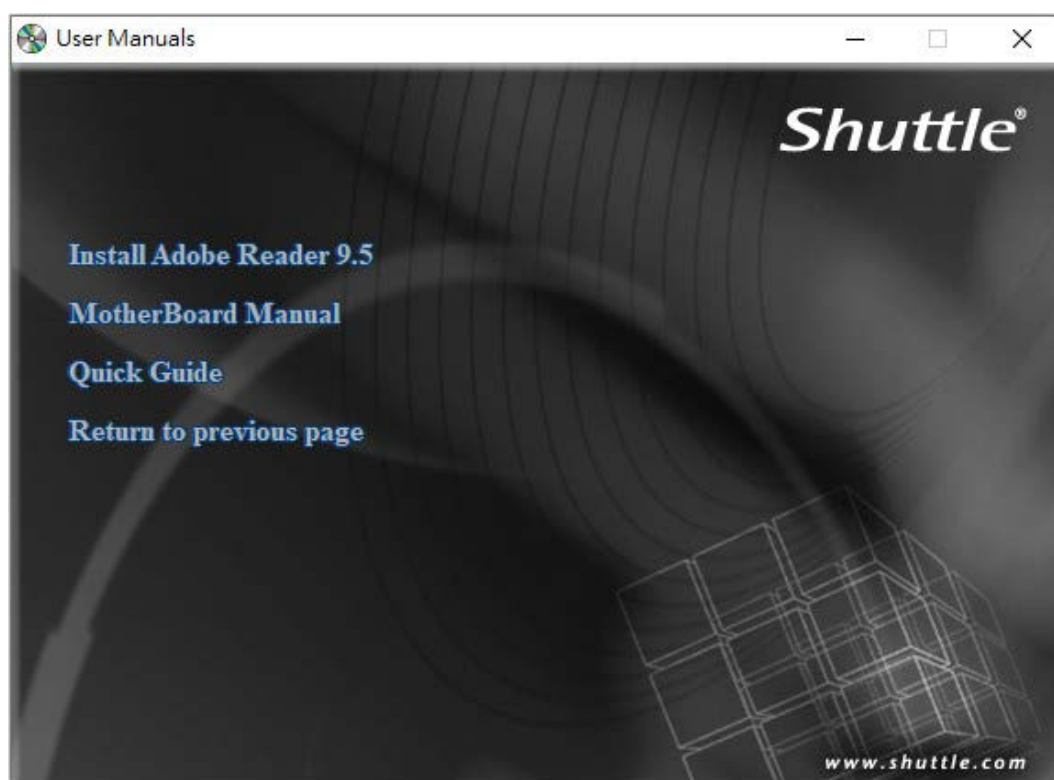 User Manuals
Shuttle®
Install Adobe Reader 9.5
MotherBoard Manual
Quick Guide
Return to previous page
www.shuttle.com